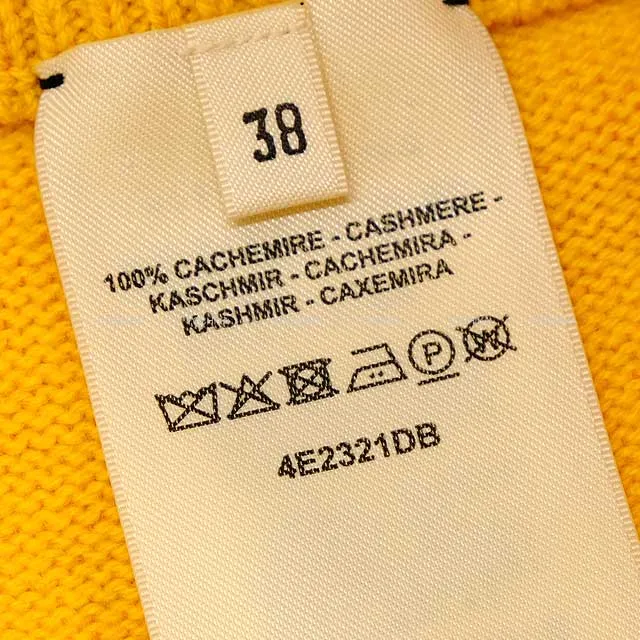 38
100% CACHEMIRE - CASHMERE -
KASCHMIR - CACHEMIRA -
KASHMIR - CAXEMIRA
P W
4E2321DB